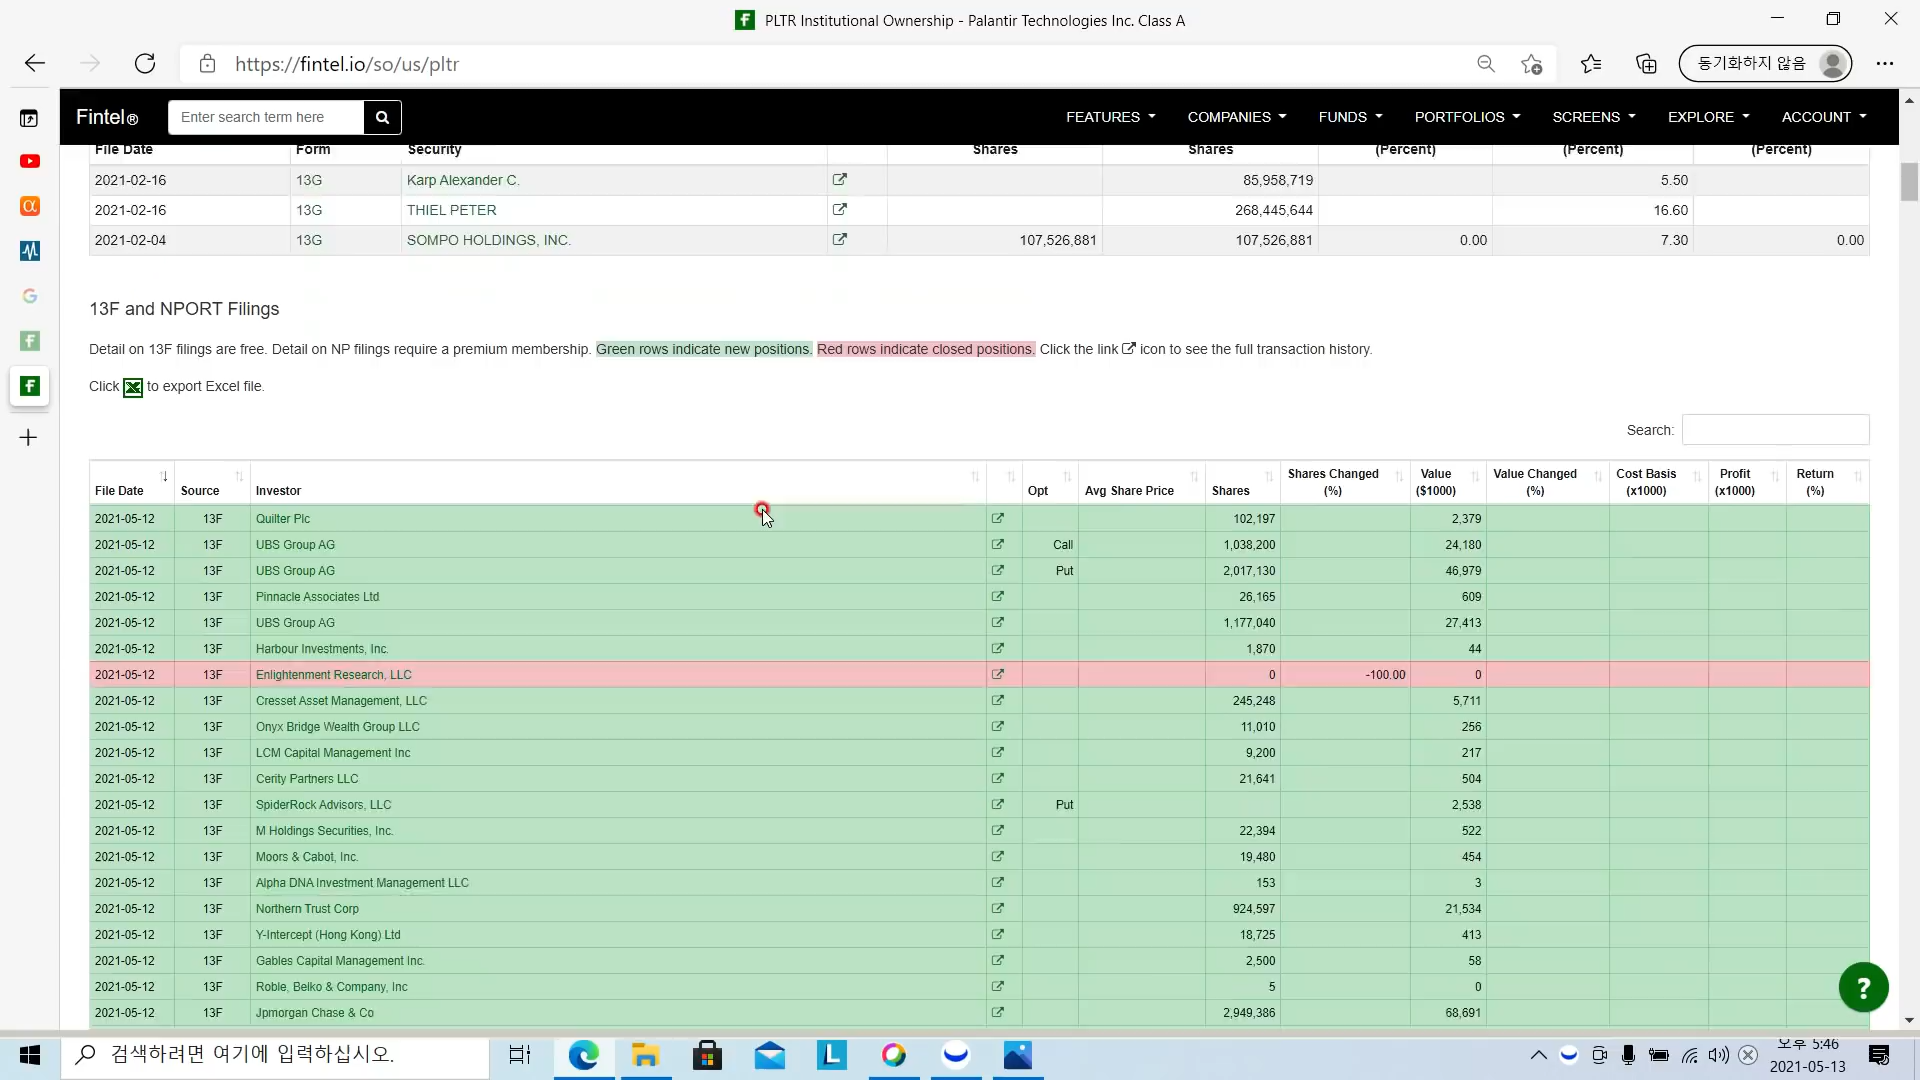 PLTR Institutional Ownership - Palantir Technologies Inc. Class A
https://fintel.io/so/us/pltr
동기화하지 않음
Fintel®
Enter search term here
FEATURES COMPANIES FUNDS PORTFOLIOS SCREENS EXPLORE ACCOUNT
File Date Form Security Shares Shares (Percent) (Percent) (Percent)
2021-02-16 13G Karp Alexander C. 85,958,719 5.50
2021-02-16 13G THIEL PETER 268,445,644 16.60
2021-02-04 13G SOMPO HOLDINGS, INC. 107,526,881 107,526,881 0.00 7.30 0.00
13F and NPORT Filings
Detail on 13F filings are free. Detail on NP filings require a premium membership. Green rows indicate new positions. Red rows indicate closed positions. Click the link icon to see the full transaction history.
Click to export Excel file.
Search:
File Date Source Investor Opt Avg Share Price Shares Shares Changed (%) Value ($1000) Value Changed (%) Cost Basis (x1000) Profit (x1000) Return (%)
2021-05-12 13F Quilter Plc 102,197 2,379
2021-05-12 13F UBS Group AG Call 1,038,200 24,180
2021-05-12 13F UBS Group AG Put 2,017,130 46,979
2021-05-12 13F Pinnacle Associates Ltd 26,165 609
2021-05-12 13F UBS Group AG 1,177,040 27,413
2021-05-12 13F Harbour Investments, Inc. 1,870 44
2021-05-12 13F Enlightenment Research, LLC 0 -100.00 0
2021-05-12 13F Cresset Asset Management, LLC 245,248 5,711
2021-05-12 13F Onyx Bridge Wealth Group LLC 11,010 256
2021-05-12 13F LCM Capital Management Inc 9,200 217
2021-05-12 13F Cerity Partners LLC 21,641 504
2021-05-12 13F SpiderRock Advisors, LLC Put 2,538
2021-05-12 13F M Holdings Securities, Inc. 22,394 522
2021-05-12 13F Moors & Cabot, Inc. 19,480 454
2021-05-12 13F Alpha DNA Investment Management LLC 153 3
2021-05-12 13F Northern Trust Corp 924,597 21,534
2021-05-12 13F Y-Intercept (Hong Kong) Ltd 18,725 413
2021-05-12 13F Gables Capital Management Inc. 2,500 58
2021-05-12 13F Roble, Belko & Company, Inc 5 0
2021-05-12 13F Jpmorgan Chase & Co 2,949,386 68,691
?
검색하려면 여기에 입력하십시오.
오후 5:46
2021-05-13